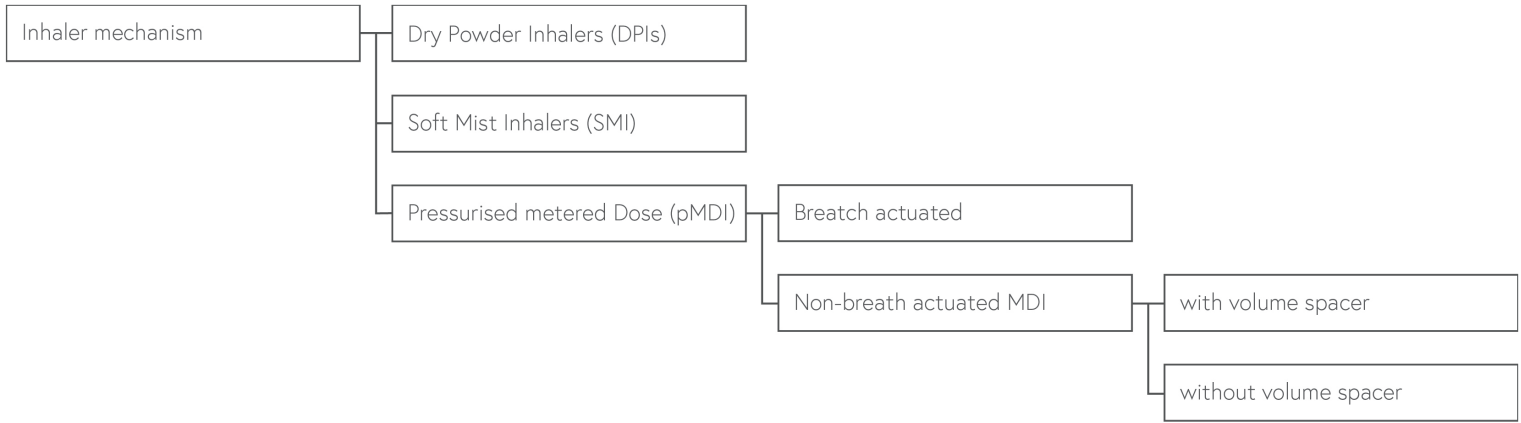 Inhaler mechanism
Dry Powder Inhalers (DPIs)
Soft Mist Inhalers (SMI)
Pressurised metered Dose (pMDI)
Breatch actuated
Non-breath actuated MDI
with volume spacer
without volume spacer